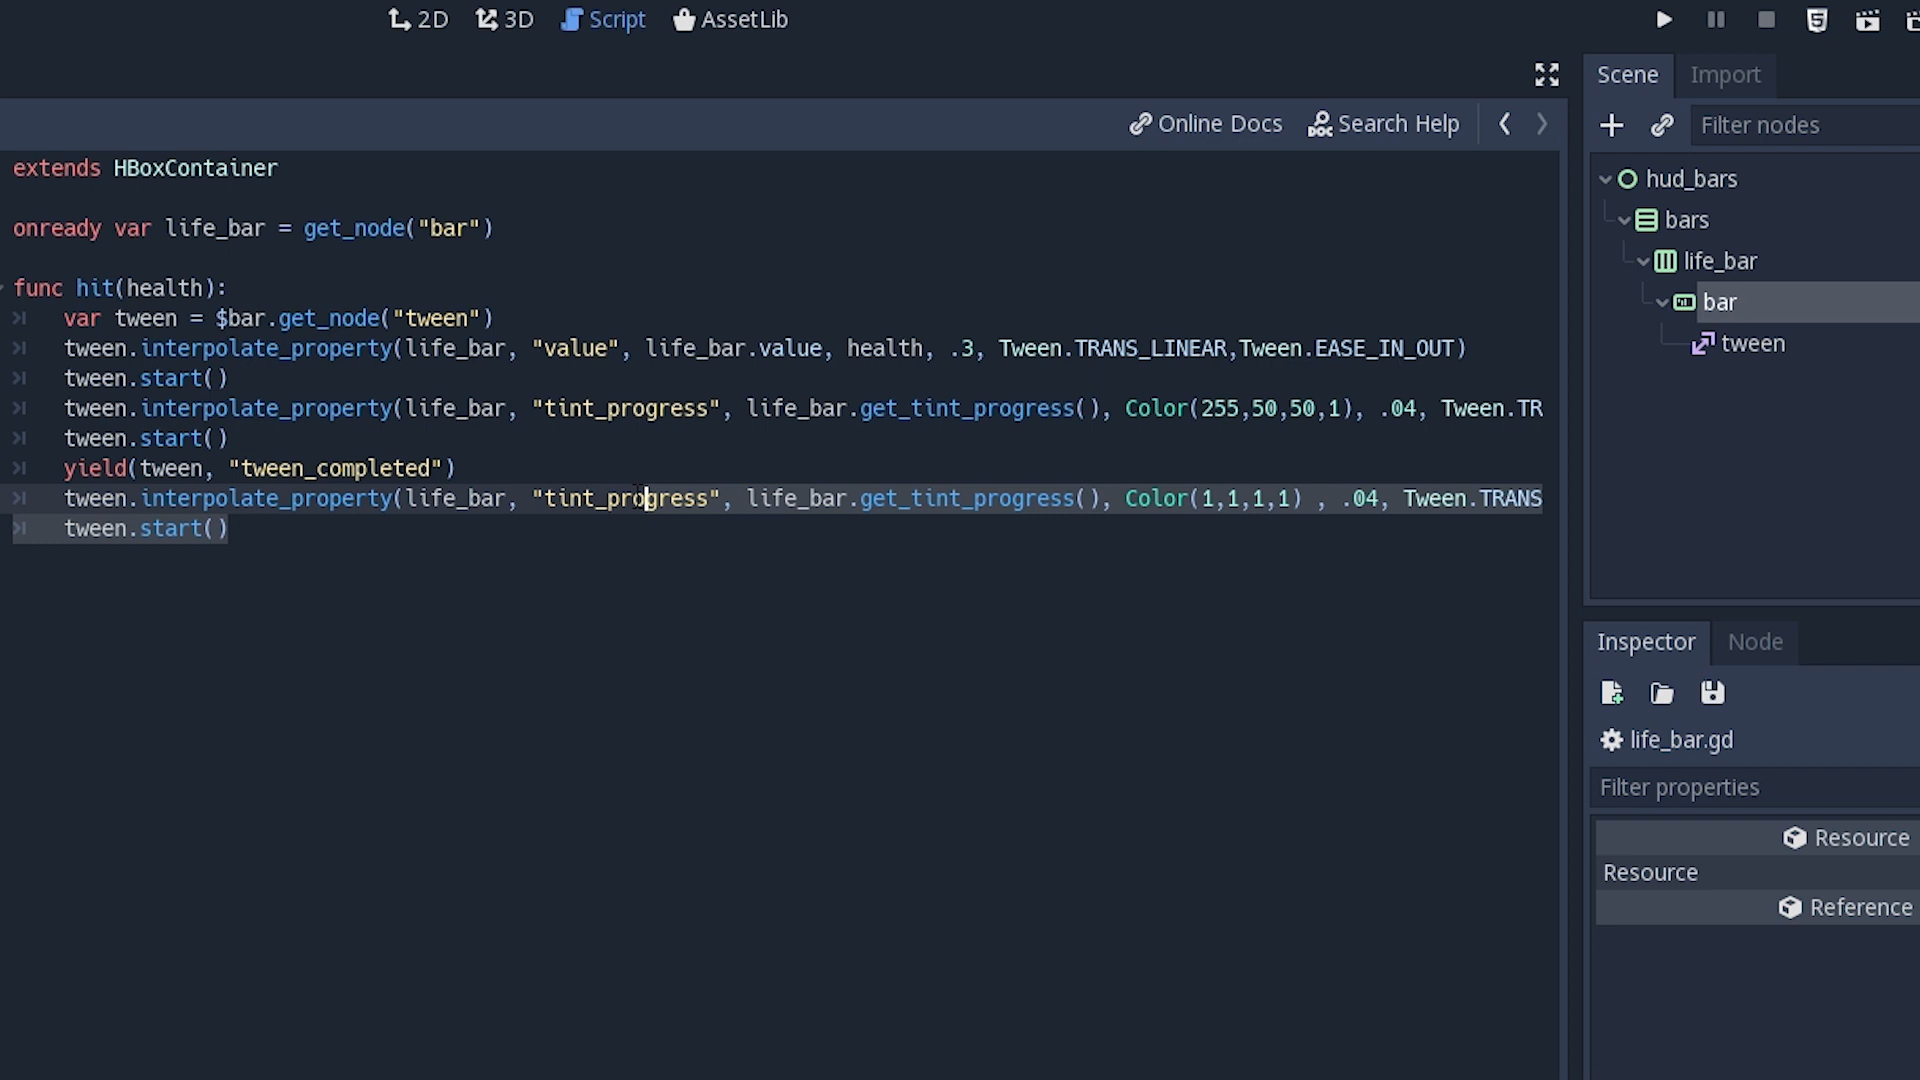 2D 3D Script AssetLib
Scene Import
Online Docs Search Help
Filter nodes
extends HBoxContainer
onready var life_bar = get_node("bar")
func hit(health):
var tween = $bar.get_node("tween")
tween.interpolate_property(life_bar, "value", life_bar.value, health, .3, Tween.TRANS_LINEAR,Tween.EASE_IN_OUT)
tween.start()
tween.interpolate_property(life_bar, "tint_progress", life_bar.get_tint_progress(), Color(255,50,50,1), .04, Tween.TR
tween.start()
yield(tween, "tween_completed")
tween.interpolate_property(life_bar, "tint_progress", life_bar.get_tint_progress(), Color(1,1,1,1) , .04, Tween.TRANS
tween.start()
hud_bars
bars
life_bar
bar
tween
Inspector Node
life_bar.gd
Filter properties
Resource
Resource
Reference